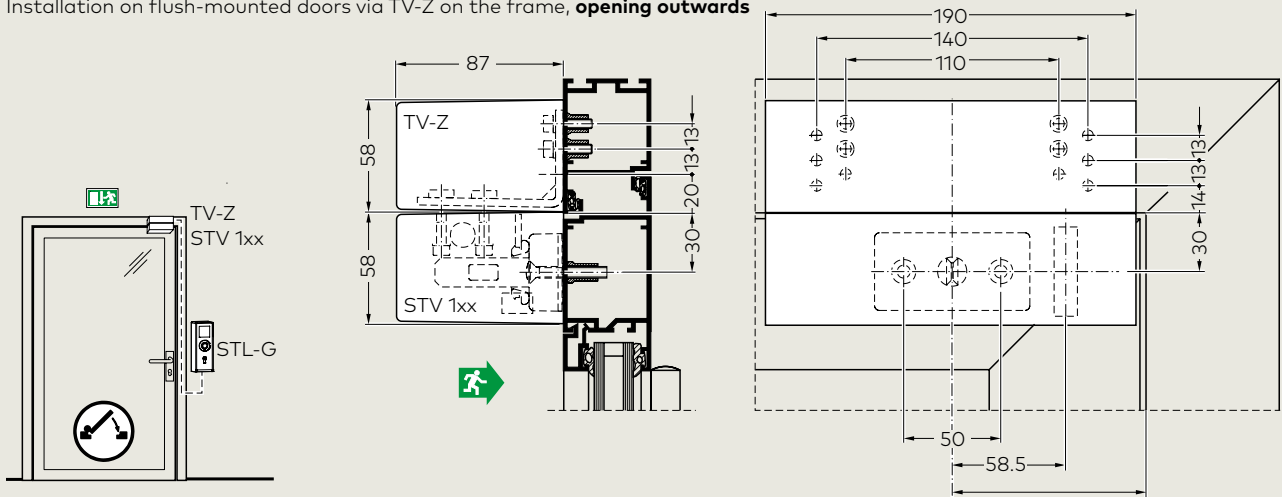 Installation on flush-mounted doors via TV-Z on the frame, opening outwards
TV-Z
STV 1xx
STL-G
87
58
58
TV-Z
STV 1xx
13
13
20
30
190
140
110
13
13
14
30
50
58.5